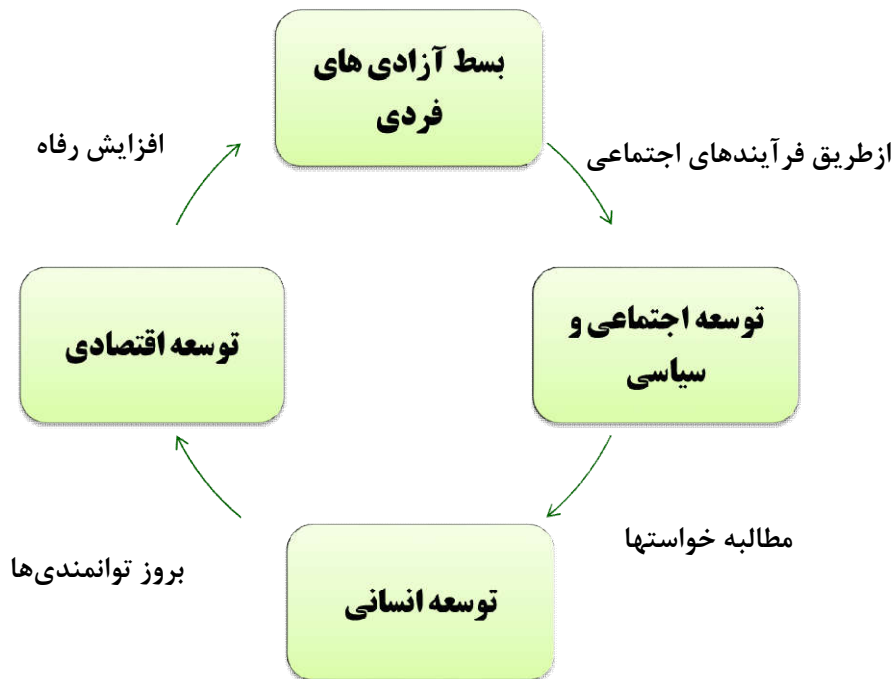 بسط آزادی های
فردی
ازطریق فرآیندهای اجتماعی
توسعه اجتماعی و
سیاسی
مطالبه خواستها
توسعه انسانی
بروز توانمندی‌ها
توسعه اقتصادی
افزایش رفاه